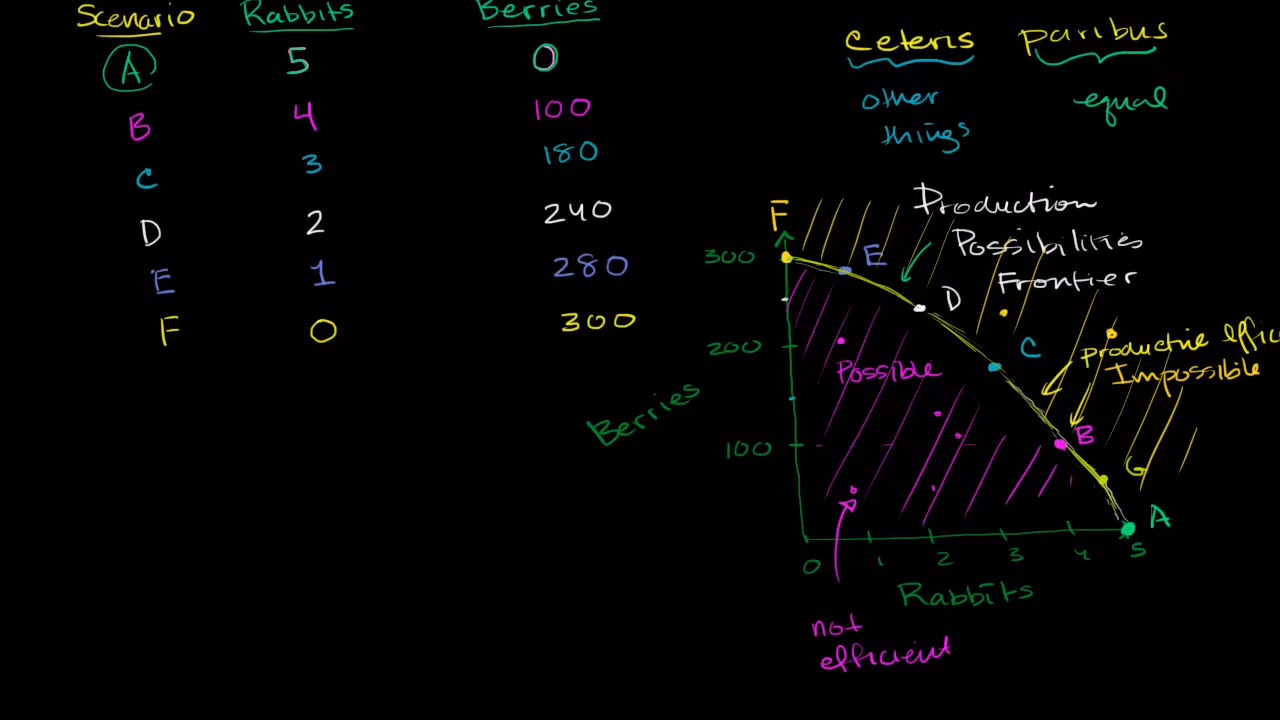 Scenario Rabbits Berries
A 5 0
B 4 100
C 3 180
D 2 240
E 1 280
F 0 300
Ceteris paribus
other equal
things
Production
Possibilities
Frontier
F
300
E
D
200
C
Possible
productive effic
Impossible
Berries
100
B
G
A
0 1 2 3 4 5
Rabbits
not
efficient